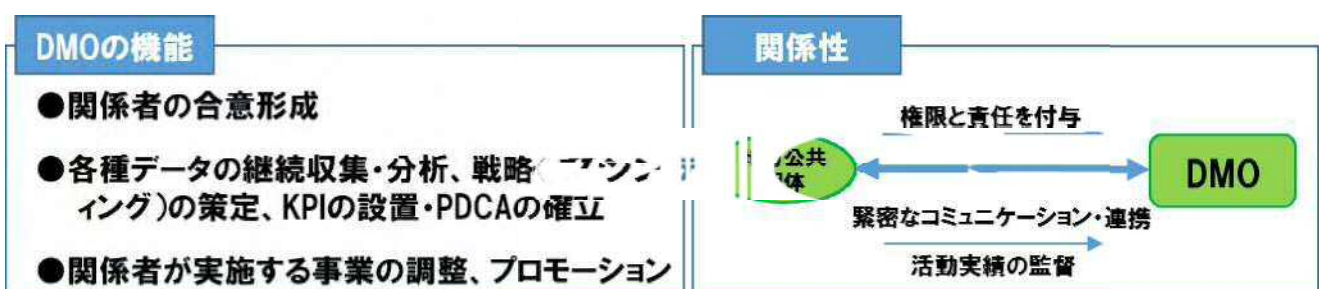 DMOの機能
●関係者の合意形成
●各種データの継続収集・分析、戦略
ィング)の策定、KPIの設置・PDCAの確立
●関係者が実施する事業の調整、プロモーション
関係性
権限と責任を付与
公共
体
DMO
緊密なコミュニケーション・連携
活動実績の監督